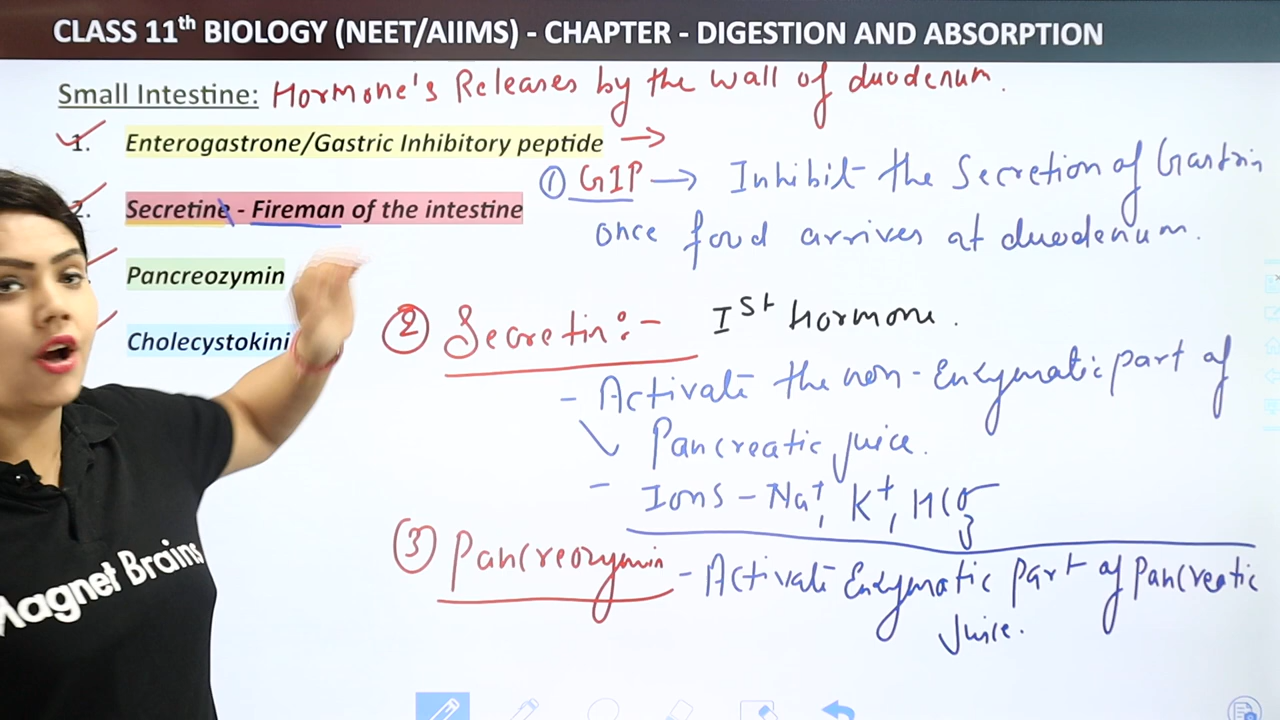 CLASS 11th BIOLOGY (NEET/AIIMS) - CHAPTER - DIGESTION AND ABSORPTION
Small Intestine: Hormone's Releases by the wall of duodenum.
1. Enterogastrone/Gastric Inhibitory peptide →
① GIP → Inhibit the Secretion of Gastrin
once food arrives at duodenum.
2. Secretine - Fireman of the intestine
Pancreozymin
Cholecystokini
② Secretin:- Ist hormone.
- Activate the non-Enzymatic part of
Pancreatic Juice.
- Ions - Na+, K+, HCO3-
③ Pancreozymin - Activate Enzymatic Part of Pancreatic
Juice.
Magnet Brains